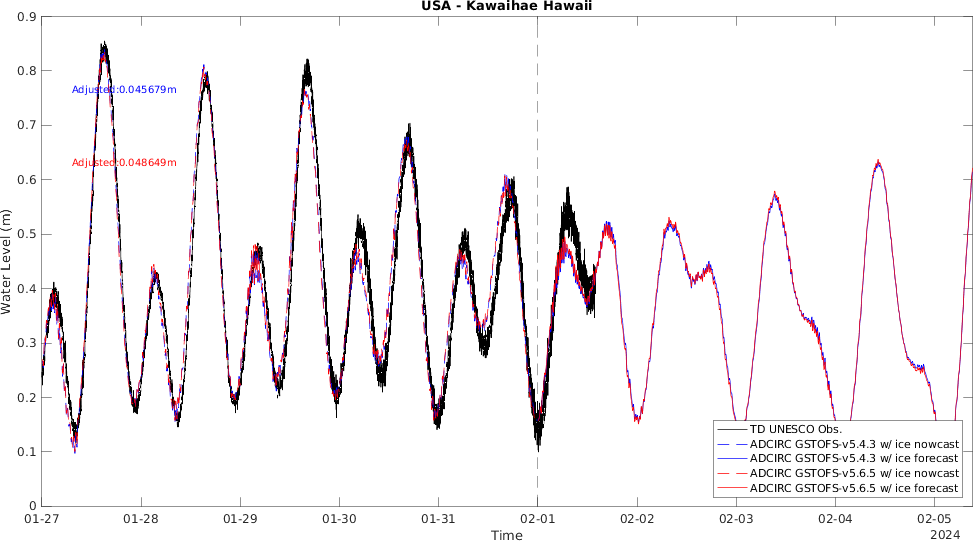 USA - Kawaihae Hawaii
0.9
0.8
0.7
0.6
0.5
0.4
0.3
0.2
0.1
0
Water Level (m)
Adjusted:0.045679m
Adjusted:0.048649m
TD UNESCO Obs.
ADCIRC GSTOFS-v5.4.3 w/ ice nowcast
ADCIRC GSTOFS-v5.4.3 w/ ice forecast
ADCIRC GSTOFS-v5.6.5 w/ ice nowcast
ADCIRC GSTOFS-v5.6.5 w/ ice forecast
01-27 01-28 01-29 01-30 01-31 02-01 02-02 02-03 02-04 02-05
Time
2024